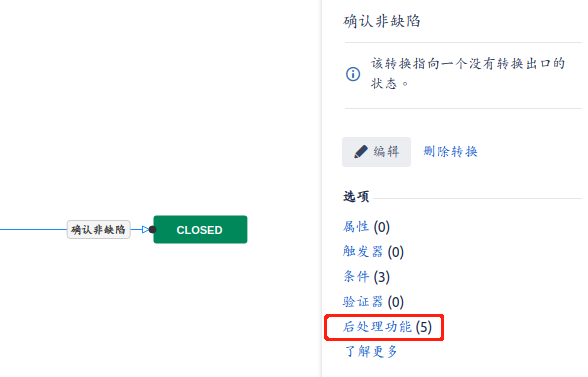 确认非缺陷
该转换指向一个没有转换出口的
状态。
编辑 删除转换
确认非缺陷 CLOSED
选项
属性 (0)
触发器 (0)
条件 (3)
验证器 (0)
后处理功能 (5)
了解更多